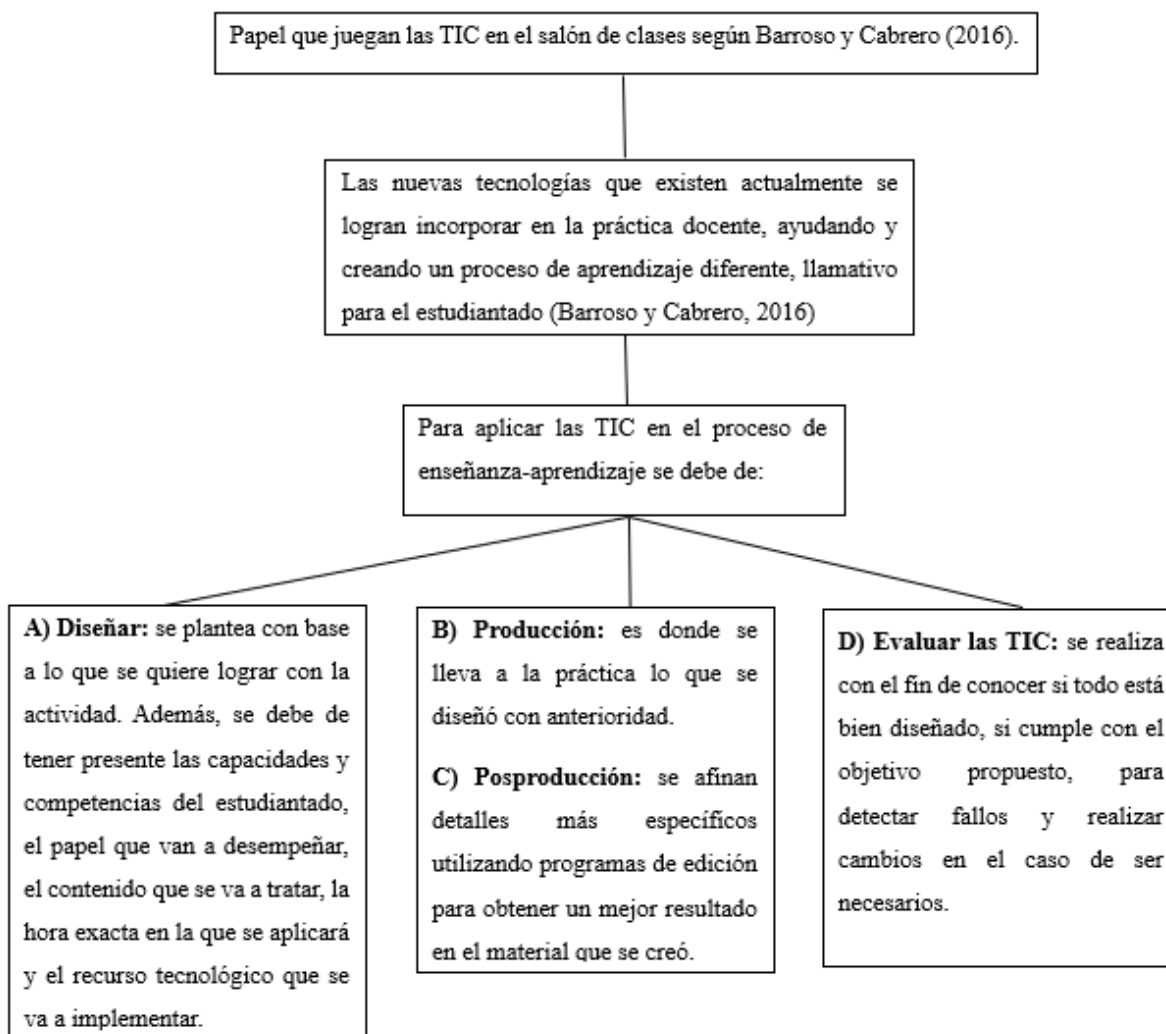 Papel que juegan las TIC en el salón de clases según Barroso y Cabrero (2016).
Las nuevas tecnologías que existen actualmente se
logran incorporar en la práctica docente, ayudando y
creando un proceso de aprendizaje diferente, llamativo
para el estudiantado (Barroso y Cabrero, 2016)
Para aplicar las TIC en el proceso de
enseñanza-aprendizaje se debe de:
A) Diseñar: se plantea con base
a lo que se quiere lograr con la
actividad. Además, se debe de
tener presente las capacidades y
competencias del estudiantado,
el papel que van a desempeñar,
el contenido que se va a tratar, la
hora exacta en la que se aplicará
y el recurso tecnológico que se
va a implementar.
B) Producción: es donde se
lleva a la práctica lo que se
diseñó con anterioridad.
C) Posproducción: se afinan
detalles más específicos
utilizando programas de edición
para obtener un mejor resultado
en el material que se creó.
D) Evaluar las TIC: se realiza
con el fin de conocer si todo está
bien diseñado, si cumple con el
objetivo propuesto, para
detectar fallos y realizar
cambios en el caso de ser
necesarios.